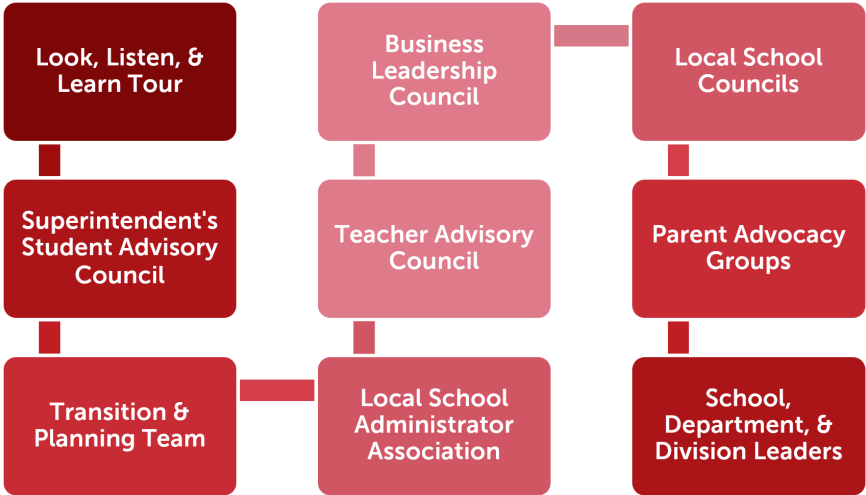 Look, Listen, &
Learn Tour
Superintendent's
Student Advisory
Council
Transition &
Planning Team
Local School
Administrator
Association
Teacher Advisory
Council
Business
Leadership
Council
Local School
Councils
Parent Advocacy
Groups
School,
Department, &
Division Leaders